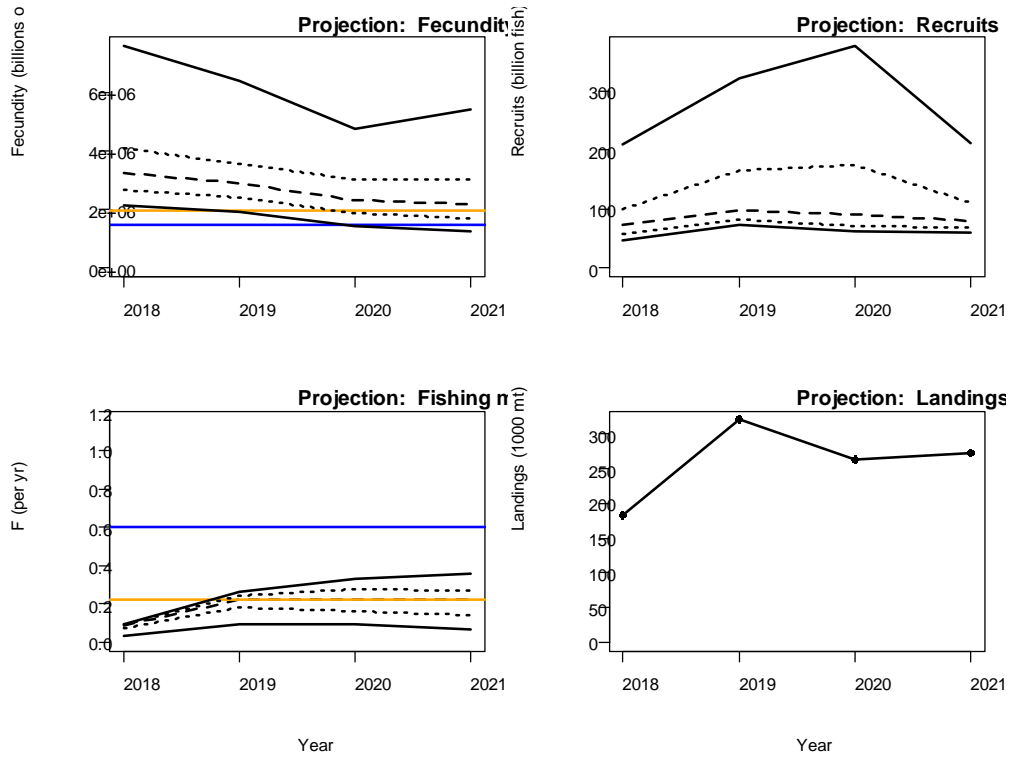 Projection:  Fecundity
Fecundity (billions o
6e+06
4e+06
2e+06
0e+00
2018 2019 2020 2021
Projection:  Recruits
Recruits (billion fish)
300
200
100
0
2018 2019 2020 2021
Projection:  Fishing m
F (per yr)
1.2
1.0
0.8
0.6
0.4
0.2
0.0
2018 2019 2020 2021
Year
Projection:  Landings
Landings (1000 mt)
300
250
200
150
100
50
0
2018 2019 2020 2021
Year